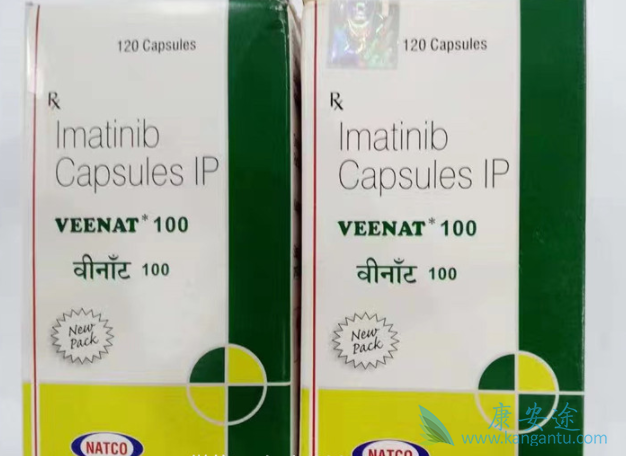 120 Capsules
Rx
Imatinib
Capsules IP
VEENAT* 100
वीनाँट 100
New
Pack
NATCO
120 Capsules
Rx
Imatinib
Capsules IP
VEENAT* 100
वीनाँट 100
New
Pack
NATCO
康安途
www.kangantu.com